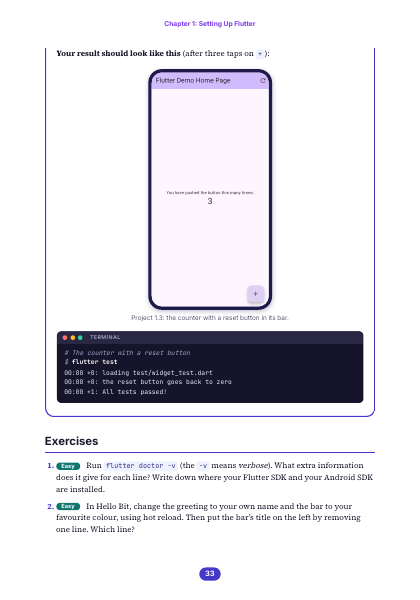 Chapter 1: Setting Up Flutter
Your result should look like this (after three taps on + ):
Flutter Demo Home Page
You have pushed the button this many times:
3
+
Project 1.3: the counter with a reset button in its bar.
TERMINAL
# The counter with a reset button
$ flutter test
00:00 +0: loading test/widget_test.dart
00:00 +0: the reset button goes back to zero
00:00 +1: All tests passed!
Exercises
1. Easy Run flutter doctor -v (the -v means verbose). What extra information
does it give for each line? Write down where your Flutter SDK and your Android SDK
are installed.
2. Easy In Hello Bit, change the greeting to your own name and the bar to your
favourite colour, using hot reload. Then put the bar's title on the left by removing
one line. Which line?
33